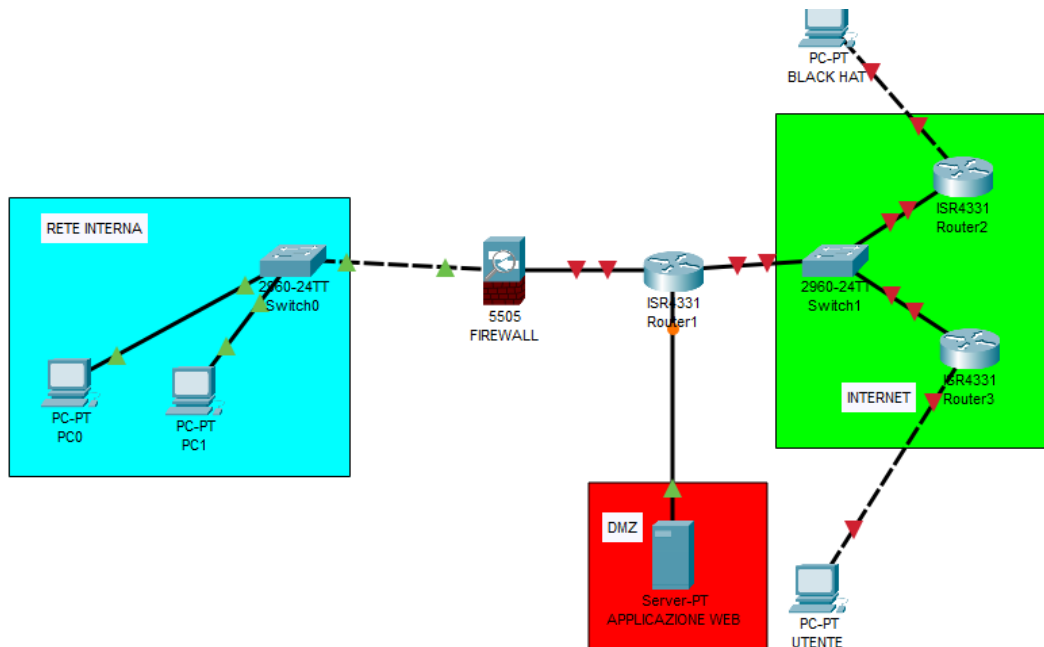 PC-PT
BLACK HAT
ISR4331
Router2
RETE INTERNA
2960-24TT
Switch0
5505
FIREWALL
ISR4331
Router1
2960-24TT
Switch1
ISR4331
Router3
INTERNET
PC-PT
PC0
PC-PT
PC1
DMZ
Server-PT
APPLICAZIONE WEB
PC-PT
UTENTE